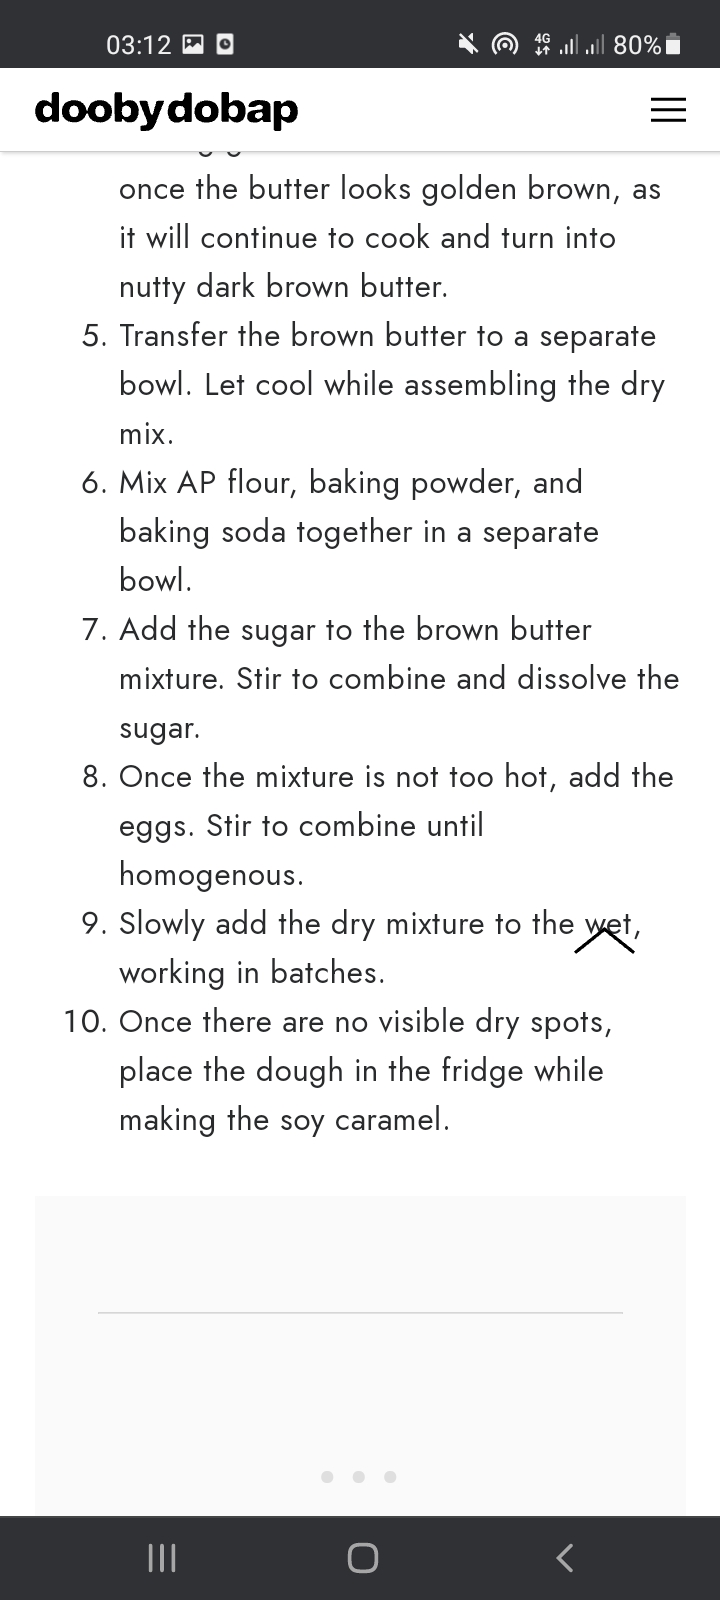 03:12
4G
80%
doobydobap
once the butter looks golden brown, as
it will continue to cook and turn into
nutty dark brown butter.
5. Transfer the brown butter to a separate
bowl. Let cool while assembling the dry
mix.
6. Mix AP flour, baking powder, and
baking soda together in a separate
bowl.
7. Add the sugar to the brown butter
mixture. Stir to combine and dissolve the
sugar.
8. Once the mixture is not too hot, add the
eggs. Stir to combine until
homogenous.
9. Slowly add the dry mixture to the wet,
working in batches.
10. Once there are no visible dry spots,
place the dough in the fridge while
making the soy caramel.